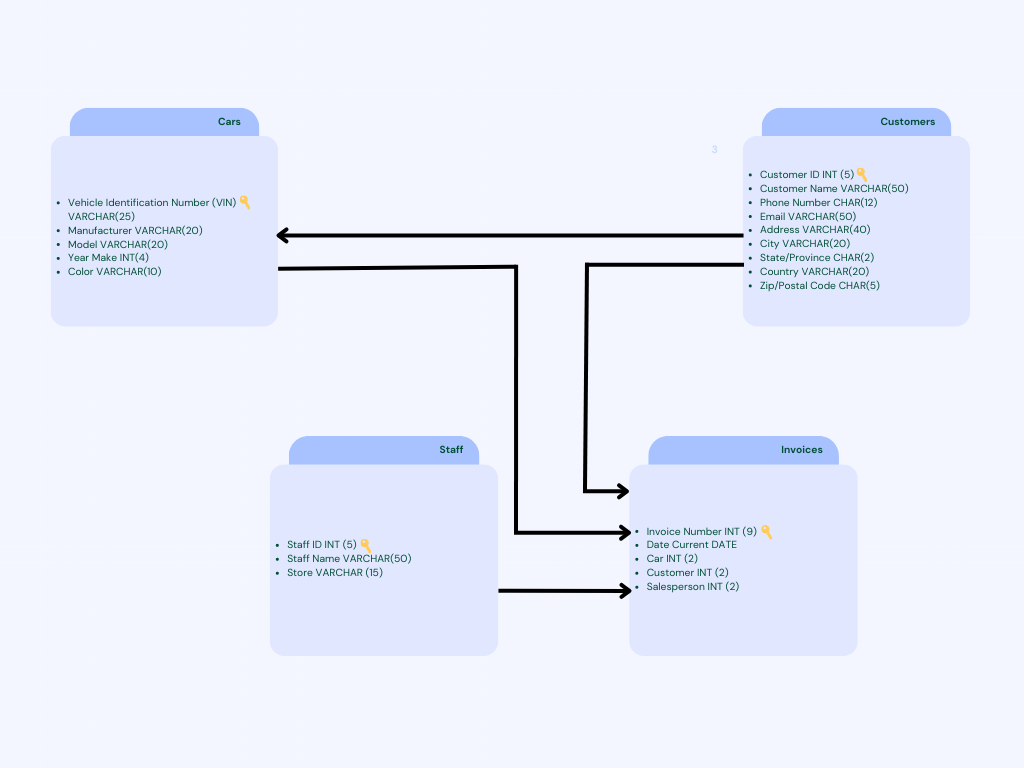 Cars
• Vehicle Identification Number (VIN) 🔑
VARCHAR(25)
• Manufacturer VARCHAR(20)
• Model VARCHAR(20)
• Year Make INT(4)
• Color VARCHAR(10)
3
Customers
• Customer ID INT (5) 🔑
• Customer Name VARCHAR(50)
• Phone Number CHAR(12)
• Email VARCHAR(50)
• Address VARCHAR(40)
• City VARCHAR(20)
• State/Province CHAR(2)
• Country VARCHAR(20)
• Zip/Postal Code CHAR(5)
Staff
• Staff ID INT (5) 🔑
• Staff Name VARCHAR(50)
• Store VARCHAR (15)
Invoices
• Invoice Number INT (9) 🔑
• Date Current DATE
• Car INT (2)
• Customer INT (2)
• Salesperson INT (2)